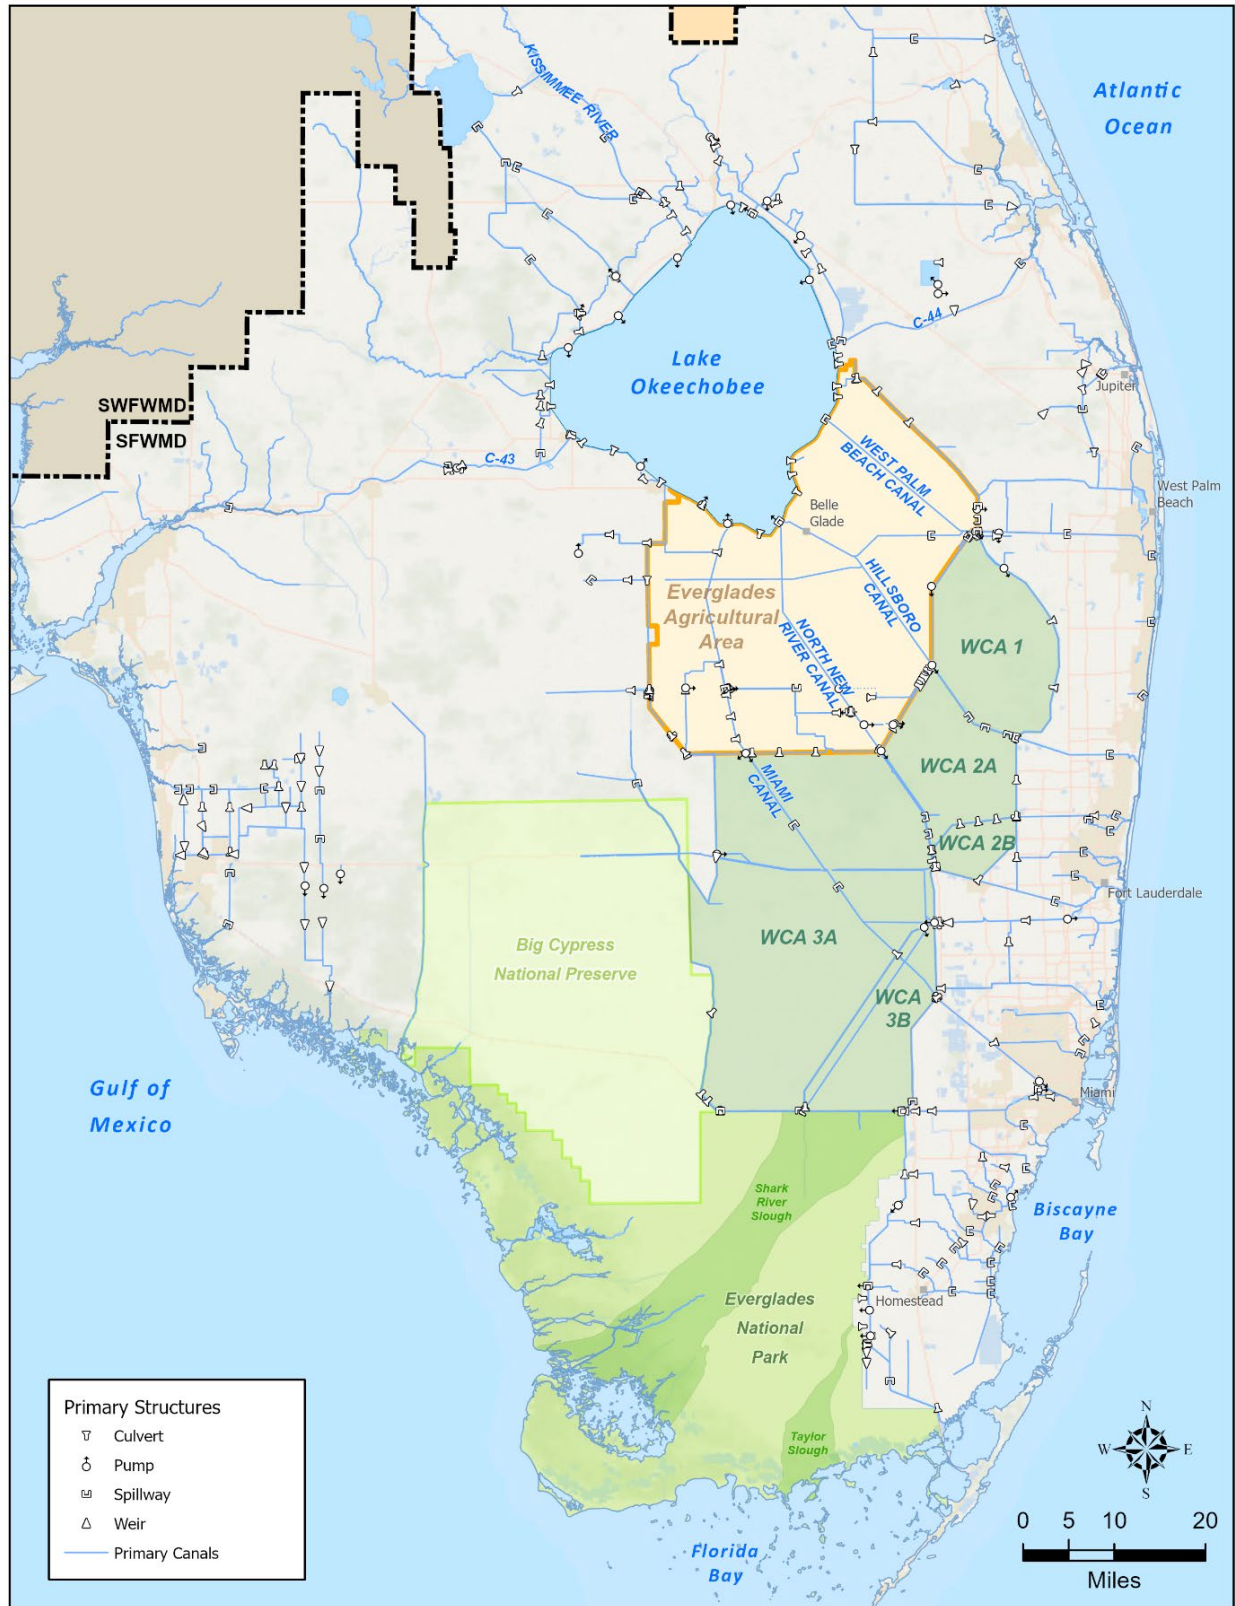 KISSIMMEE RIVER
Atlantic
Ocean
C-44
Lake
Okeechobee
Jupiter
SWFWMD
SFWMD
C-43
WEST PALM
BEACH CANAL
West Palm
Beach
Belle
Glade
HILLSBORO
CANAL
Everglades
Agricultural
Area
NORTH NEW
RIVER CANAL
WCA 1
MIAMI
CANAL
WCA 2A
WCA 2B
Fort Lauderdale
WCA 3A
Big Cypress
National Preserve
WCA
3B
Gulf of
Mexico
Miami
Shark
River
Slough
Biscayne
Bay
Everglades
National
Park
Homestead
Taylor
Slough
Florida
Bay
Primary Structures
Culvert
Pump
Spillway
Weir
Primary Canals
N
W
E
S
0 5 10 20
Miles